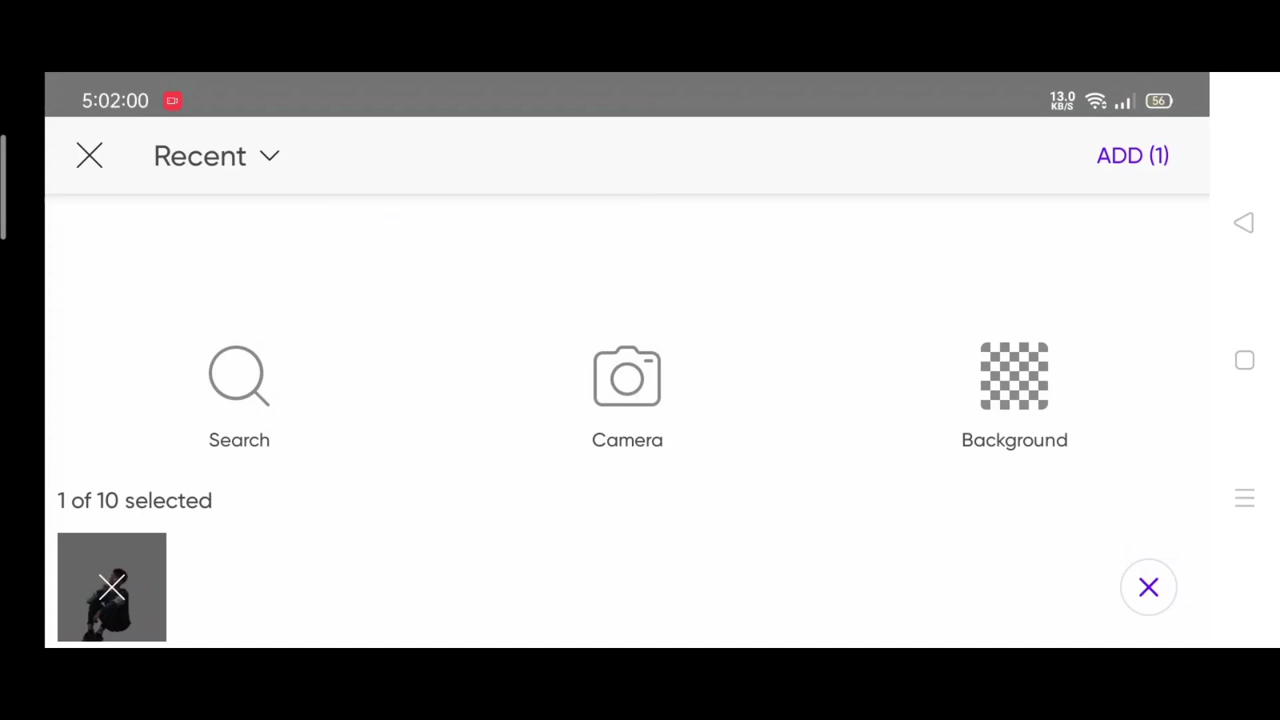 5:02:00
13.0
KB/S
56
Recent
ADD (1)
Search
Camera
Background
1 of 10 selected